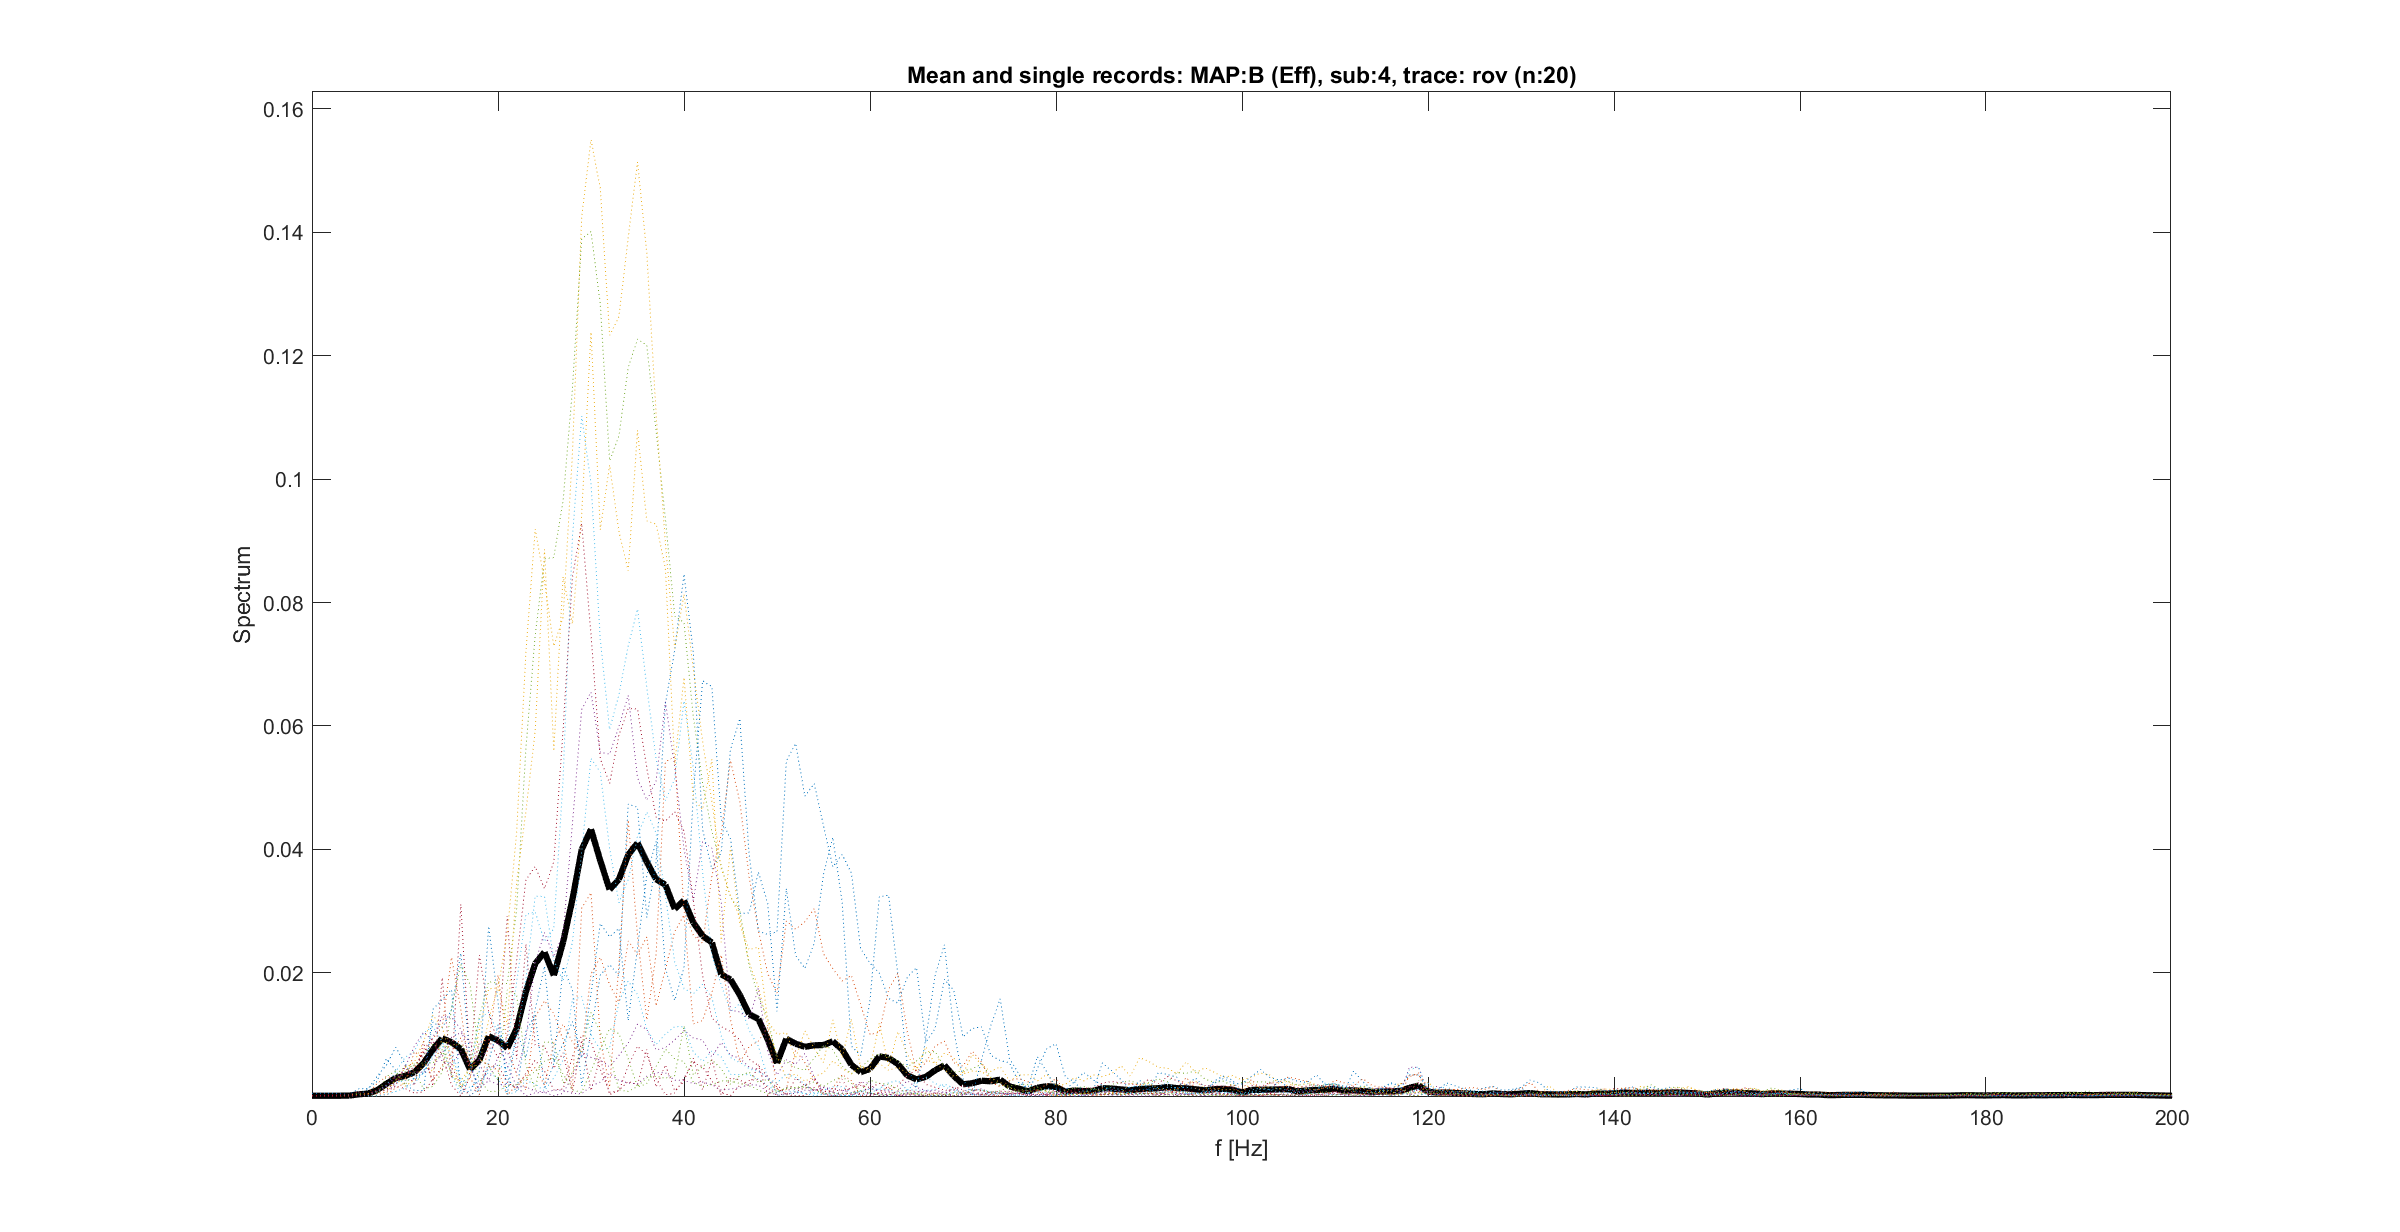 Mean and single records: MAP:B (Eff), sub:4, trace: rov (n:20)
0.16
0.14
0.12
0.1
0.08
0.06
0.04
0.02
Spectrum
0 20 40 60 80 100 120 140 160 180 200
f [Hz]